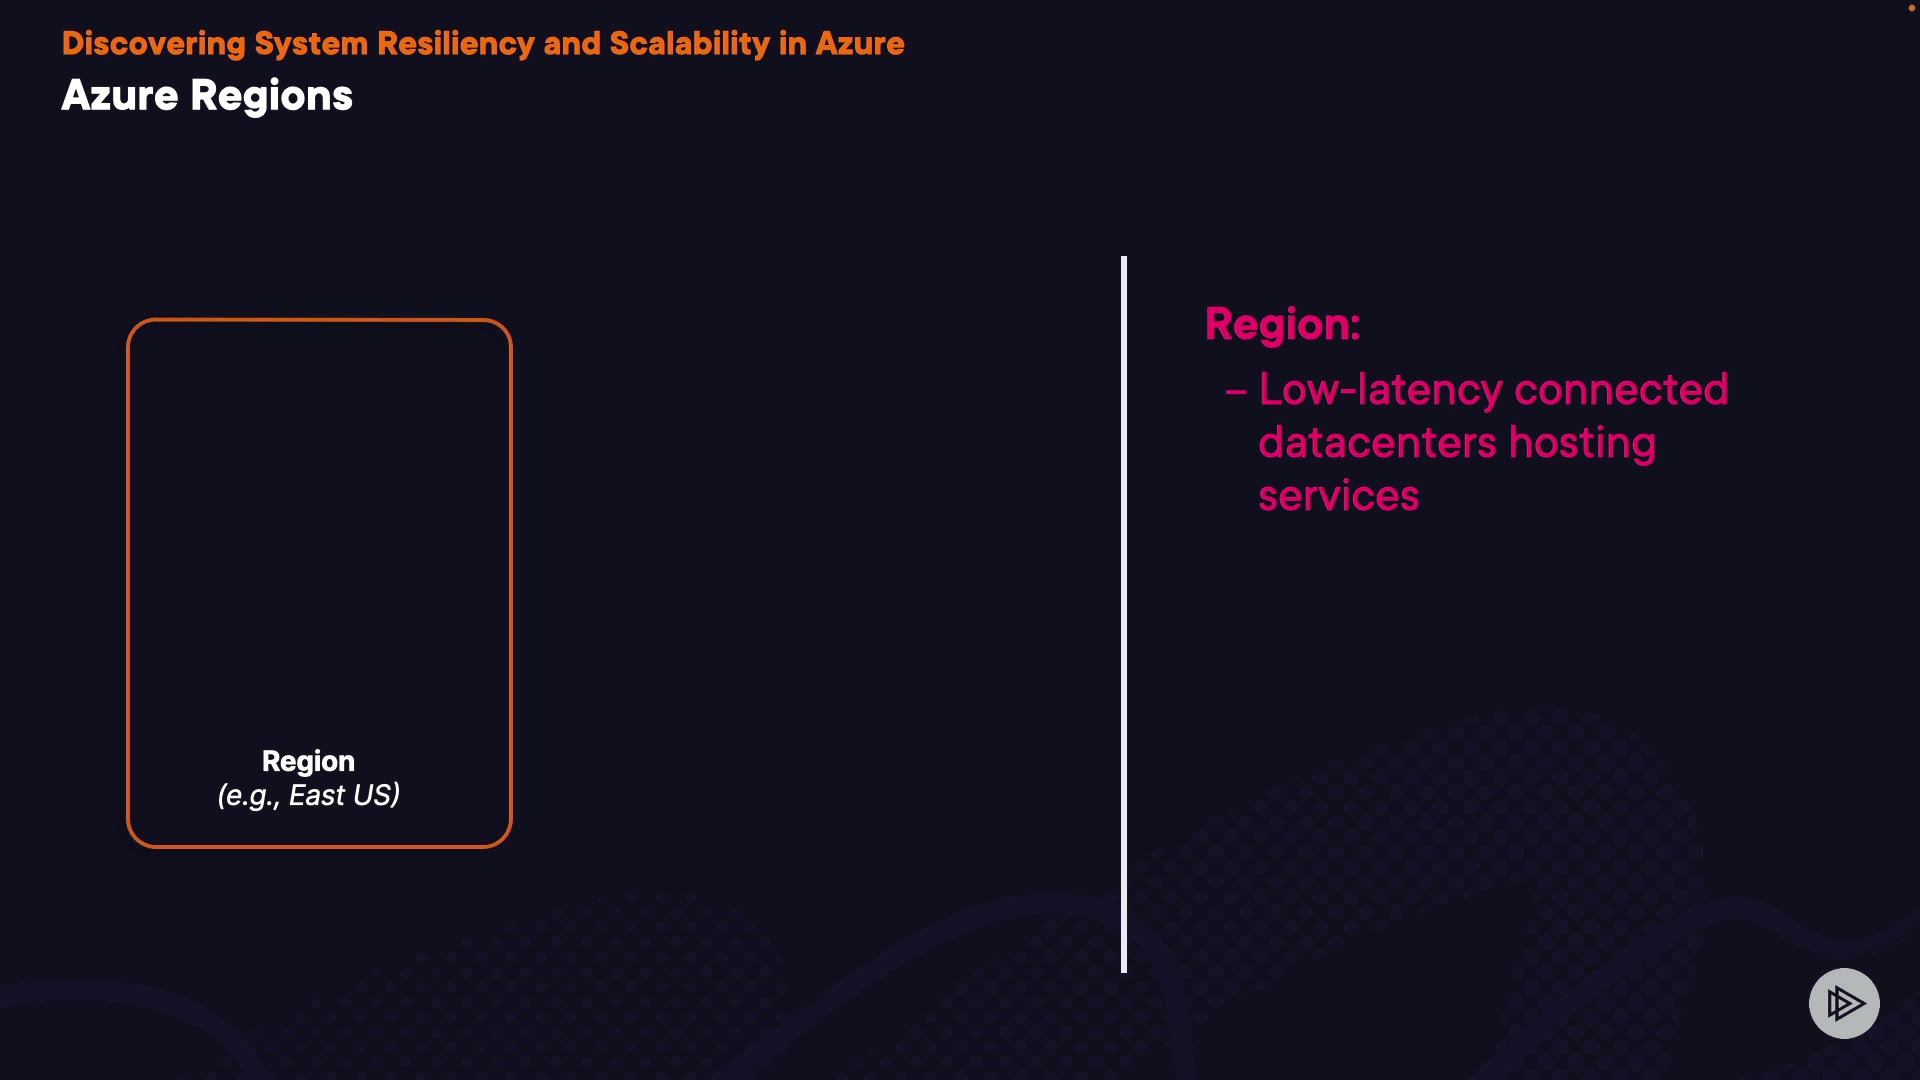 Discovering System Resiliency and Scalability in Azure
Azure Regions
Region
(e.g., East US)
Region:
– Low-latency connected
datacenters hosting
services